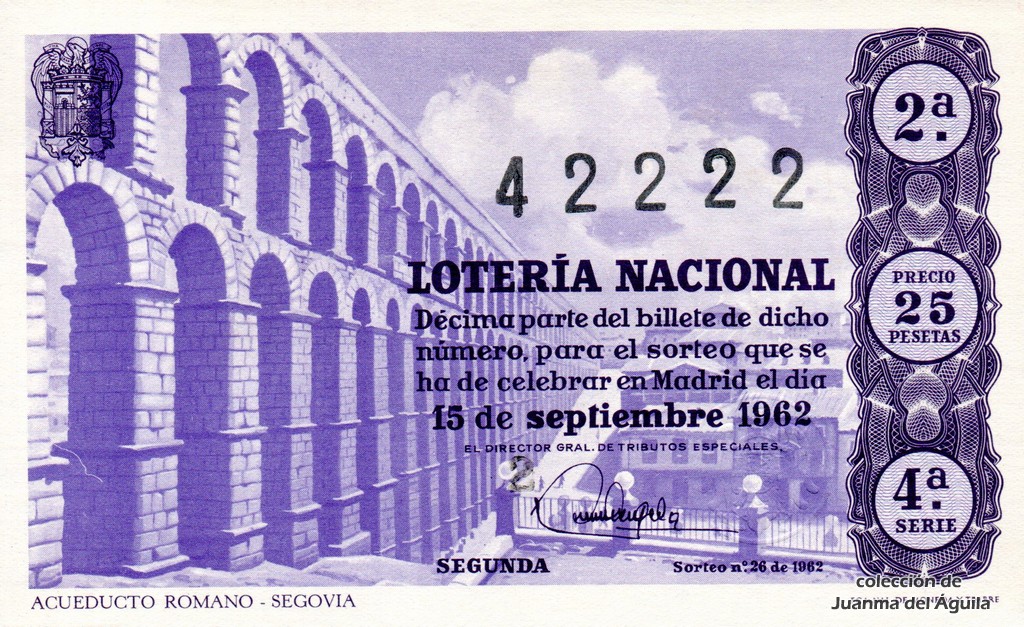 2ª.
42222
LOTERÍA NACIONAL
Décima parte del billete de dicho
número, para el sorteo que se
ha de celebrar en Madrid el día
15 de septiembre 1962
EL DIRECTOR GRAL. DE TRIBUTOS ESPECIALES,
2
PRECIO
25
PESETAS
4ª.
SERIE
SEGUNDA
Sorteo nº. 26 de 1962
ACUEDUCTO ROMANO - SEGOVIA
colección de
Juanma del Águila